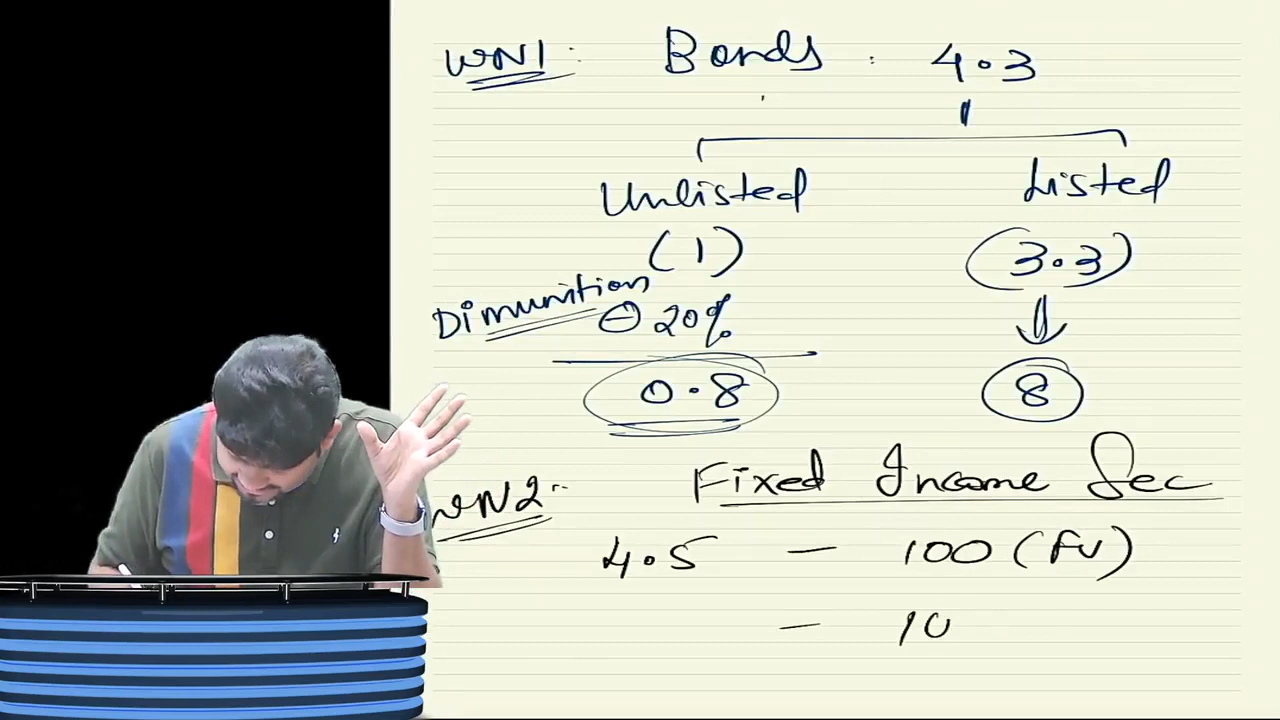 WN1: Bonds : 4.3
Unlisted Listed
(1) (3.3)
Dimunition ⊖ 20%
0.8 8
WN2:- Fixed Income Sec
4.5 — 100 (FV)
— 10